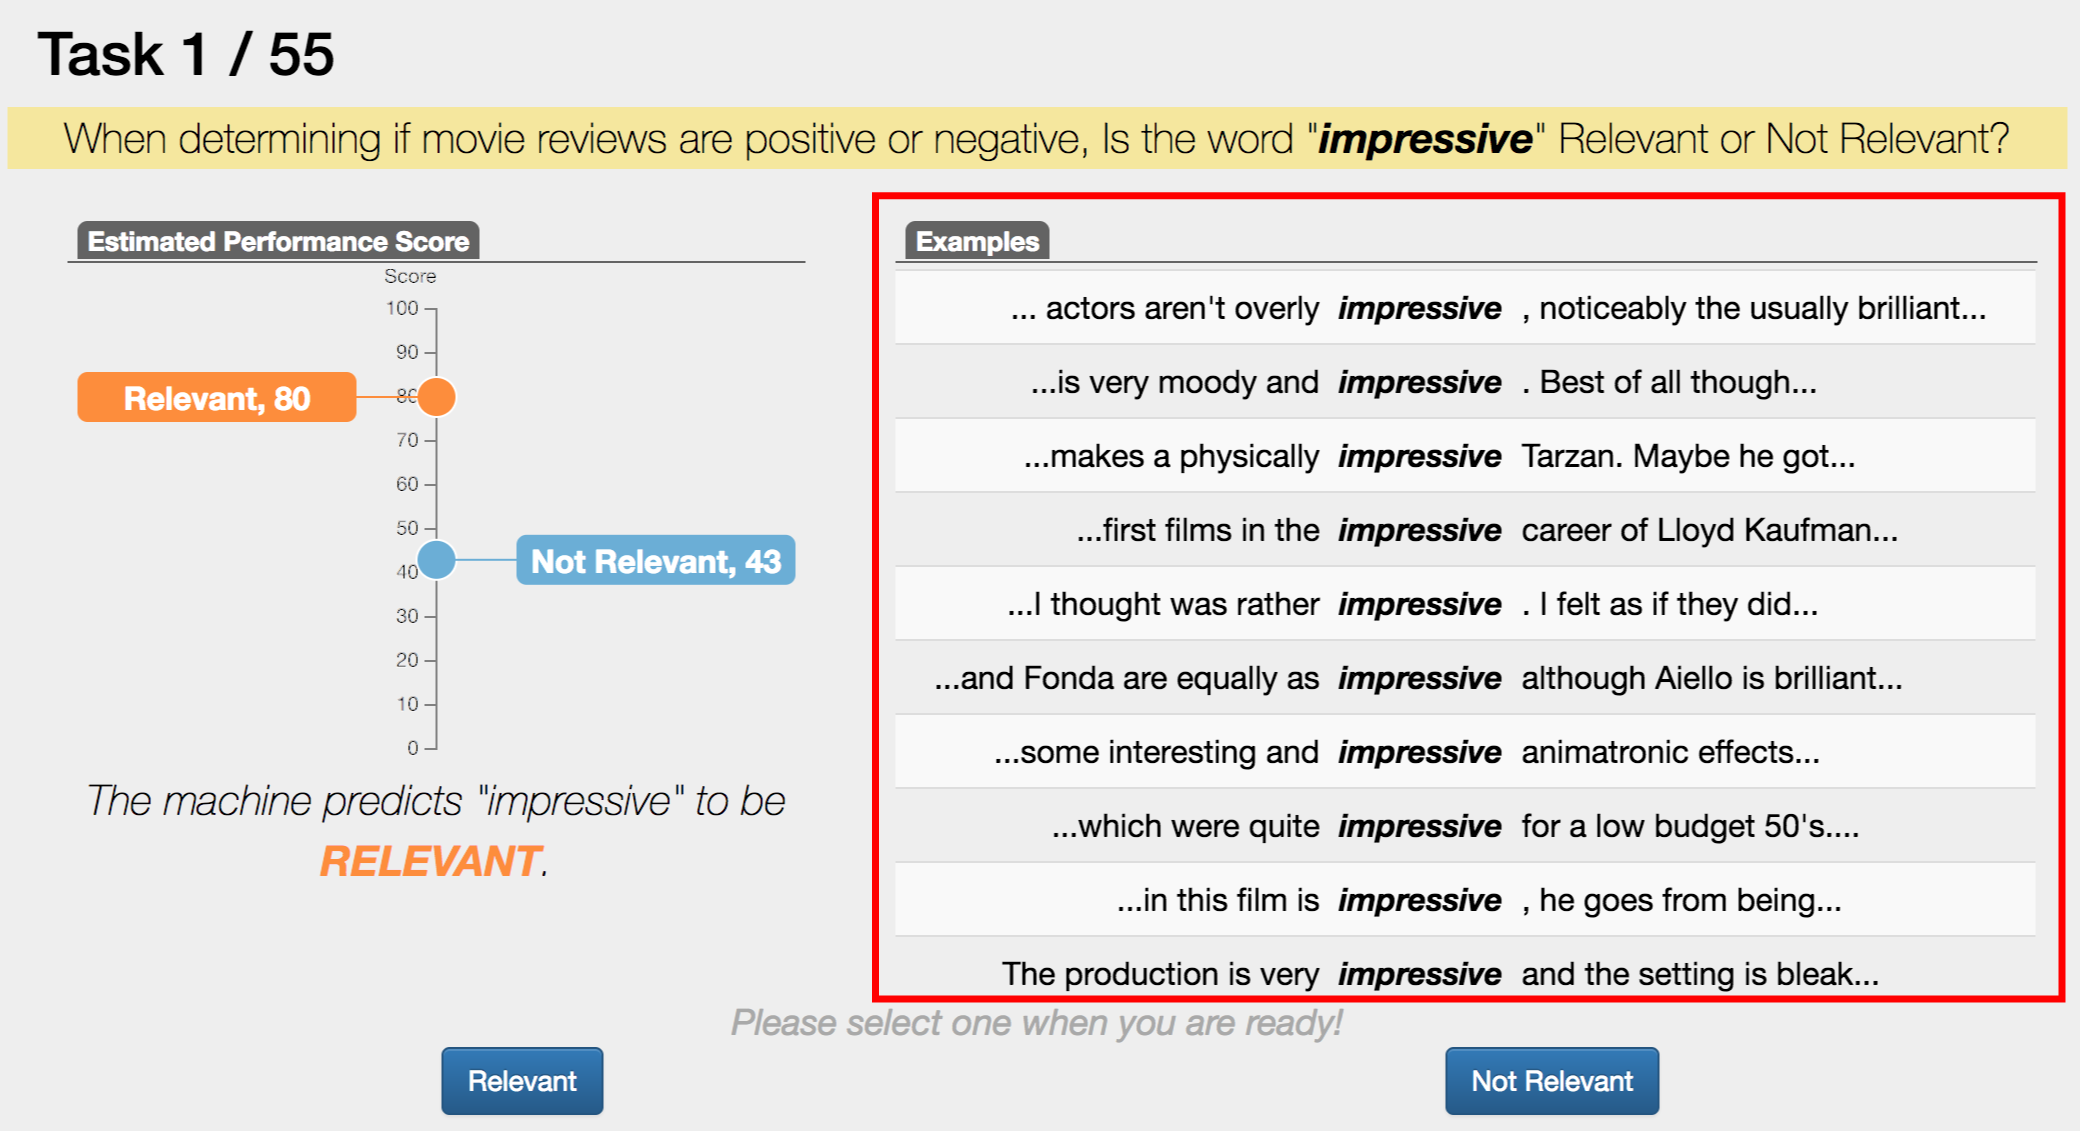 Task 1 / 55
When determining if movie reviews are positive or negative, Is the word "impressive" Relevant or Not Relevant?
Estimated Performance Score
Score
100
90
80
70
60
50
40
30
20
10
0
Relevant, 80
Not Relevant, 43
The machine predicts "impressive" to be
RELEVANT.
Examples
... actors aren't overly impressive , noticeably the usually brilliant...
...is very moody and impressive . Best of all though...
...makes a physically impressive Tarzan. Maybe he got...
...first films in the impressive career of Lloyd Kaufman...
...I thought was rather impressive . I felt as if they did...
...and Fonda are equally as impressive although Aiello is brilliant...
...some interesting and impressive animatronic effects...
...which were quite impressive for a low budget 50's....
...in this film is impressive , he goes from being...
The production is very impressive and the setting is bleak...
Please select one when you are ready!
Relevant
Not Relevant